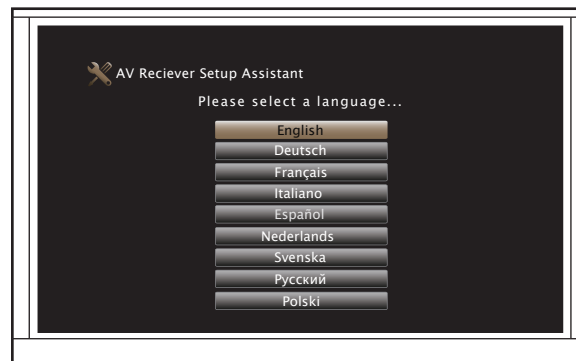 AV Reciever Setup Assistant
Please select a language...
English
Deutsch
Français
Italiano
Español
Nederlands
Svenska
Русский
Polski